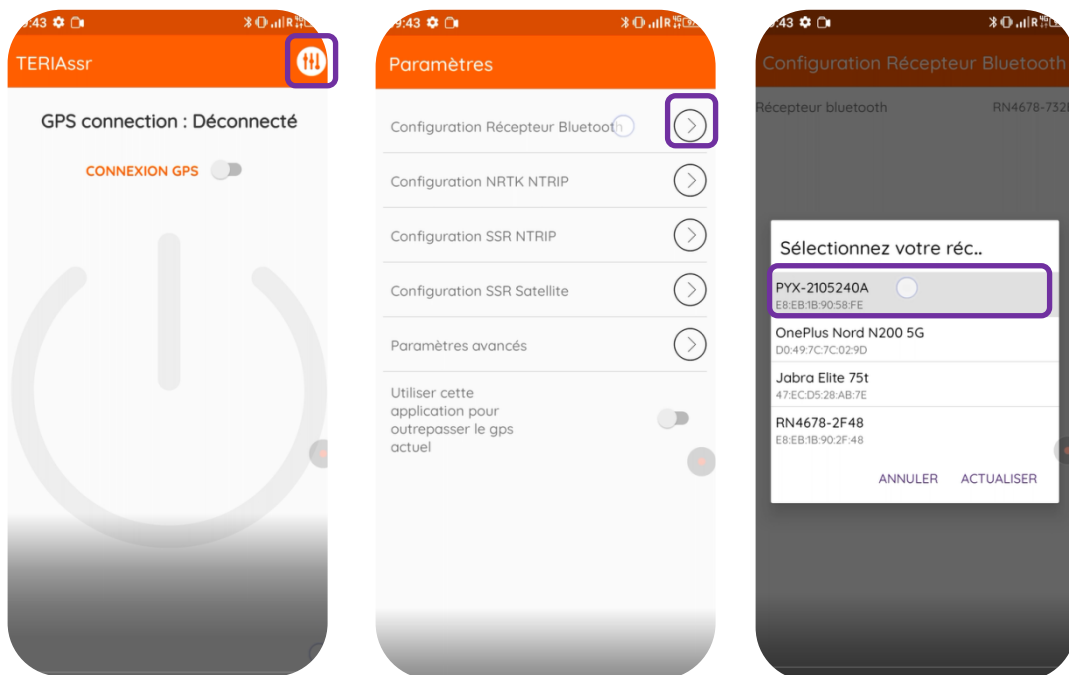 9:43
TERIAssr
GPS connection : Déconnecté
CONNEXION GPS
9:43
Paramètres
Configuration Récepteur Bluetooth
Configuration NRTK NTRIP
Configuration SSR NTRIP
Configuration SSR Satellite
Paramètres avancés
Utiliser cette
application pour
outrepasser le gps
actuel
:43
Configuration Récepteur Bluetooth
Récepteur bluetooth RN4678-732
Sélectionnez votre réc..
PYX-2105240A
E8:EB:1B:90:58:FE
OnePlus Nord N200 5G
D0:49:7C:7C:02:9D
Jabra Elite 75t
47:EC:D5:28:AB:7E
RN4678-2F48
E8:EB:1B:90:2F:48
ANNULER ACTUALISER